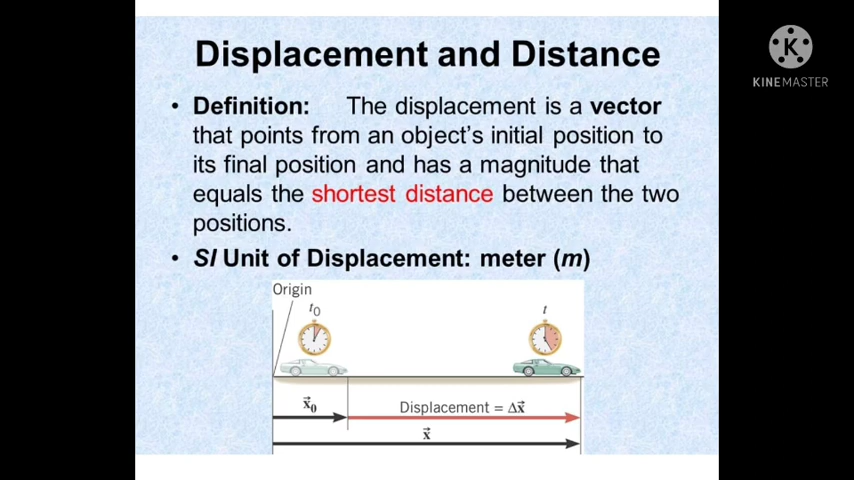 Displacement and Distance
K
KINEMASTER
• Definition: The displacement is a vector
that points from an object's initial position to
its final position and has a magnitude that
equals the shortest distance between the two
positions.
• SI Unit of Displacement: meter (m)
Origin
t₀
t
x⃗₀
Displacement = Δx⃗
x⃗